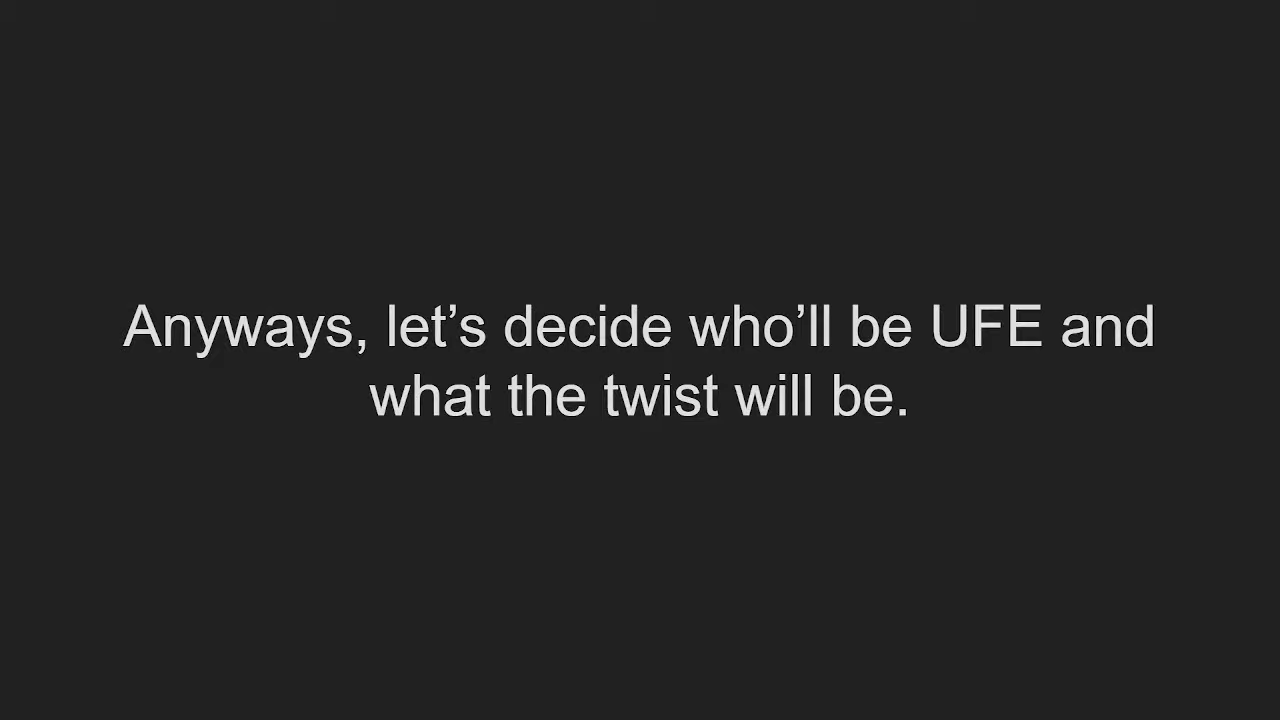 Anyways, let’s decide who’ll be UFE and
what the twist will be.